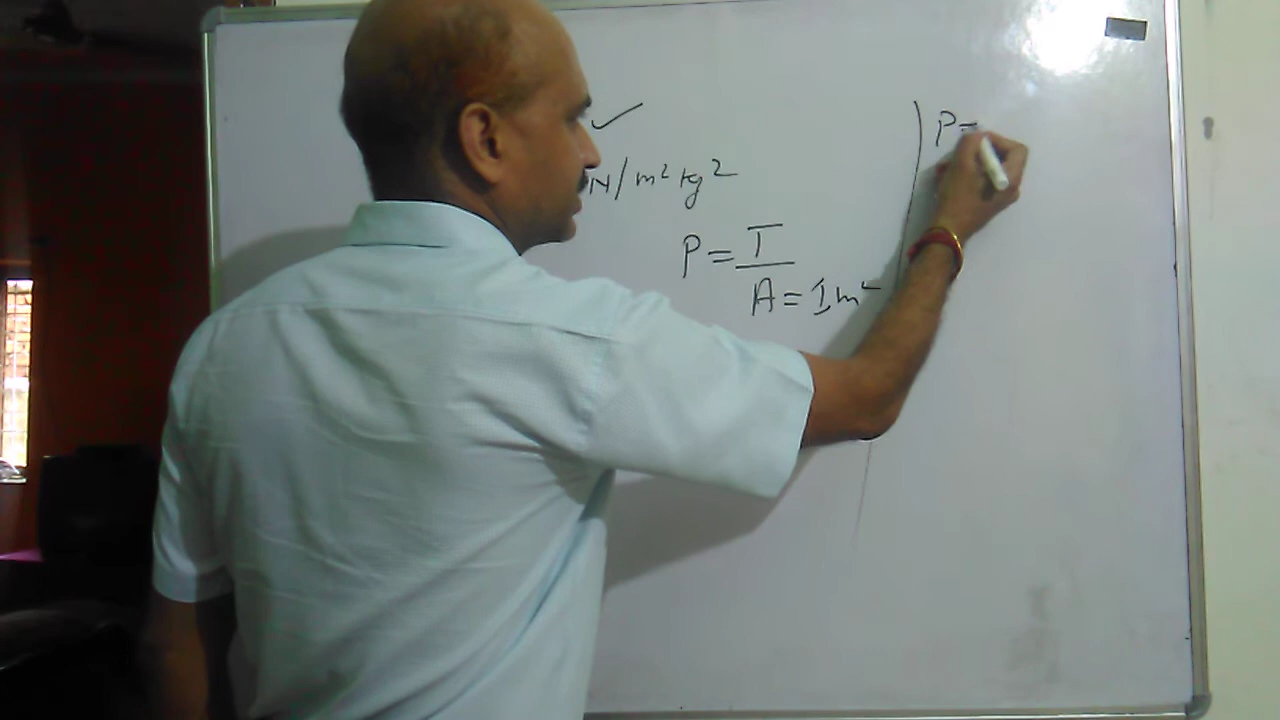 N/m² kg²
P = I
A = 1m²
P =